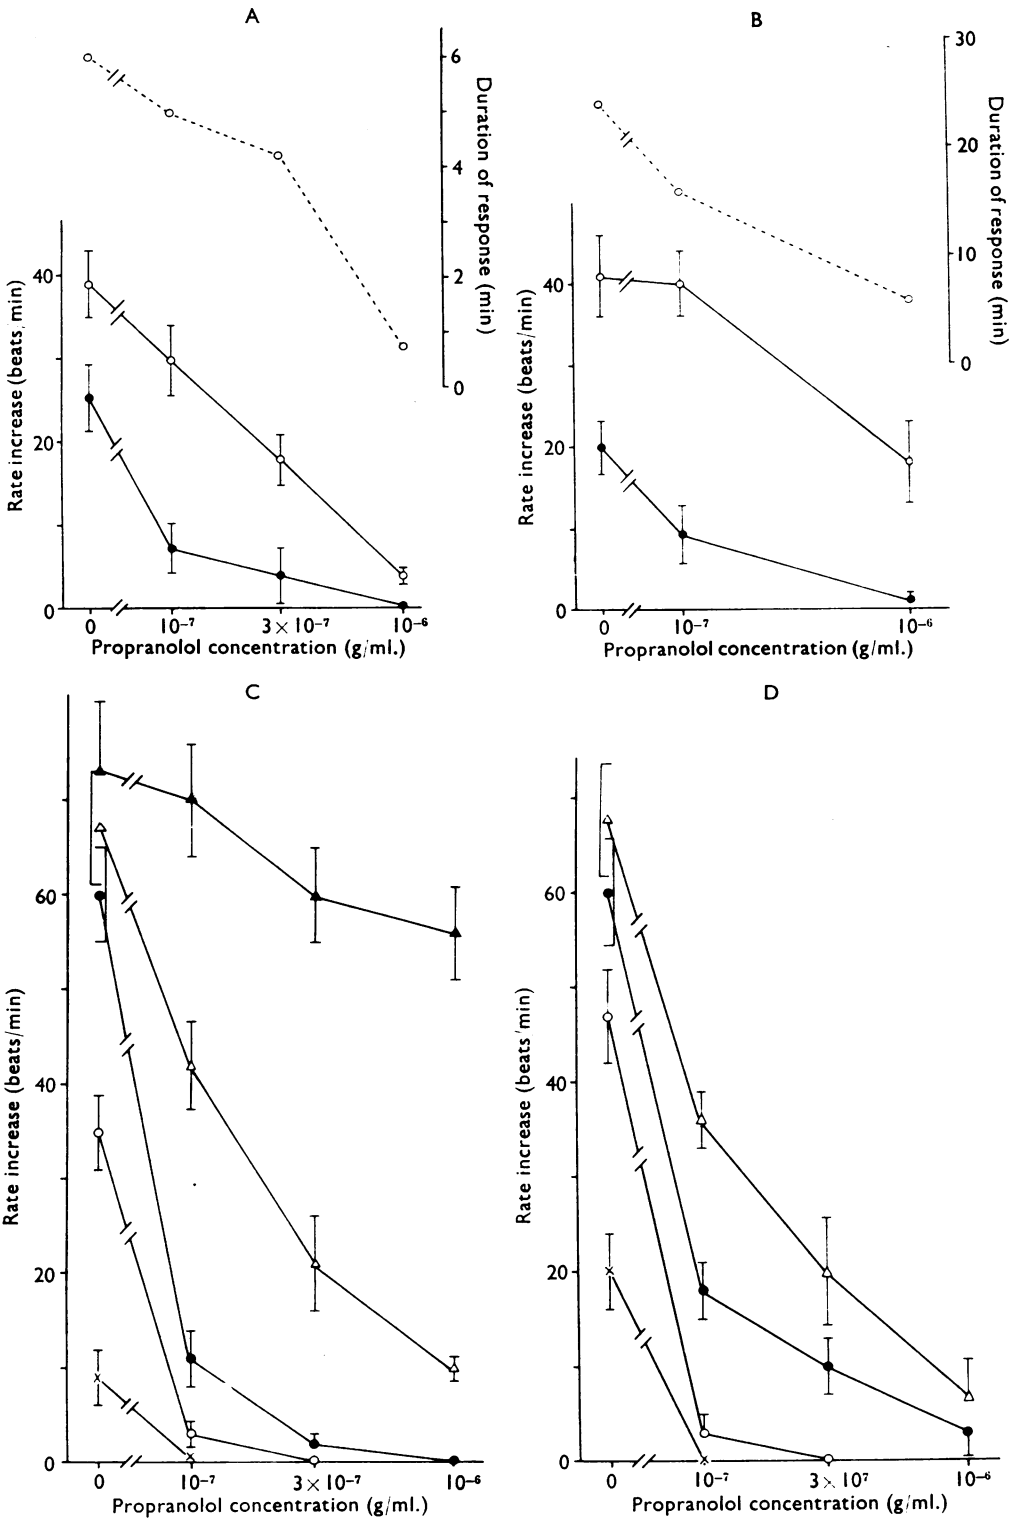 A
B
6
4
2
0
Duration of response (min)
30
20
10
0
Duration of response (min)
40
20
0
Rate increase (beats/min)
0 10⁻⁷ 3×10⁻⁷ 10⁻⁶
Propranolol concentration (g/ml.)
40
20
0
Rate increase (beats/min)
0 10⁻⁷ 10⁻⁶
Propranolol concentration (g/ml.)
C
D
60
40
20
0
Rate increase (beats/min)
0 10⁻⁷ 3×10⁻⁷ 10⁻⁶
Propranolol concentration (g/ml.)
60
40
20
0
Rate increase (beats'min)
0 10⁻⁷ 3×10⁷ 10⁻⁶
Propranolol concentration (g/ml.)